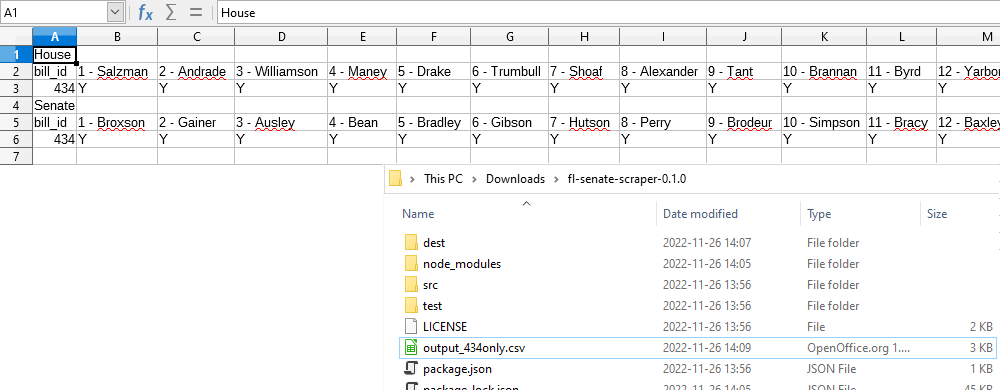 A1 fx Σ = House
A B C D E F G H I J K L M
1 House
2 bill_id 1 - Salzman 2 - Andrade 3 - Williamson 4 - Maney 5 - Drake 6 - Trumbull 7 - Shoaf 8 - Alexander 9 - Tant 10 - Brannan 11 - Byrd 12 - Yarbor
3 434 Y Y Y Y Y Y Y Y Y Y Y Y
4 Senate
5 bill_id 1 - Broxson 2 - Gainer 3 - Ausley 4 - Bean 5 - Bradley 6 - Gibson 7 - Hutson 8 - Perry 9 - Brodeur 10 - Simpson 11 - Bracy 12 - Baxley
6 434 Y Y Y Y Y Y Y Y Y Y Y Y
7
This PC > Downloads > fl-senate-scraper-0.1.0
Name Date modified Type Size
dest 2022-11-26 14:07 File folder
node_modules 2022-11-26 14:05 File folder
src 2022-11-26 13:56 File folder
test 2022-11-26 13:56 File folder
LICENSE 2022-11-26 13:56 File 2 KB
output_434only.csv 2022-11-26 14:09 OpenOffice.org 1.... 3 KB
package.json 2022-11-26 13:56 JSON File 1 KB
package-lock.json 2022-11-26 14:05 JSON File 45 KB